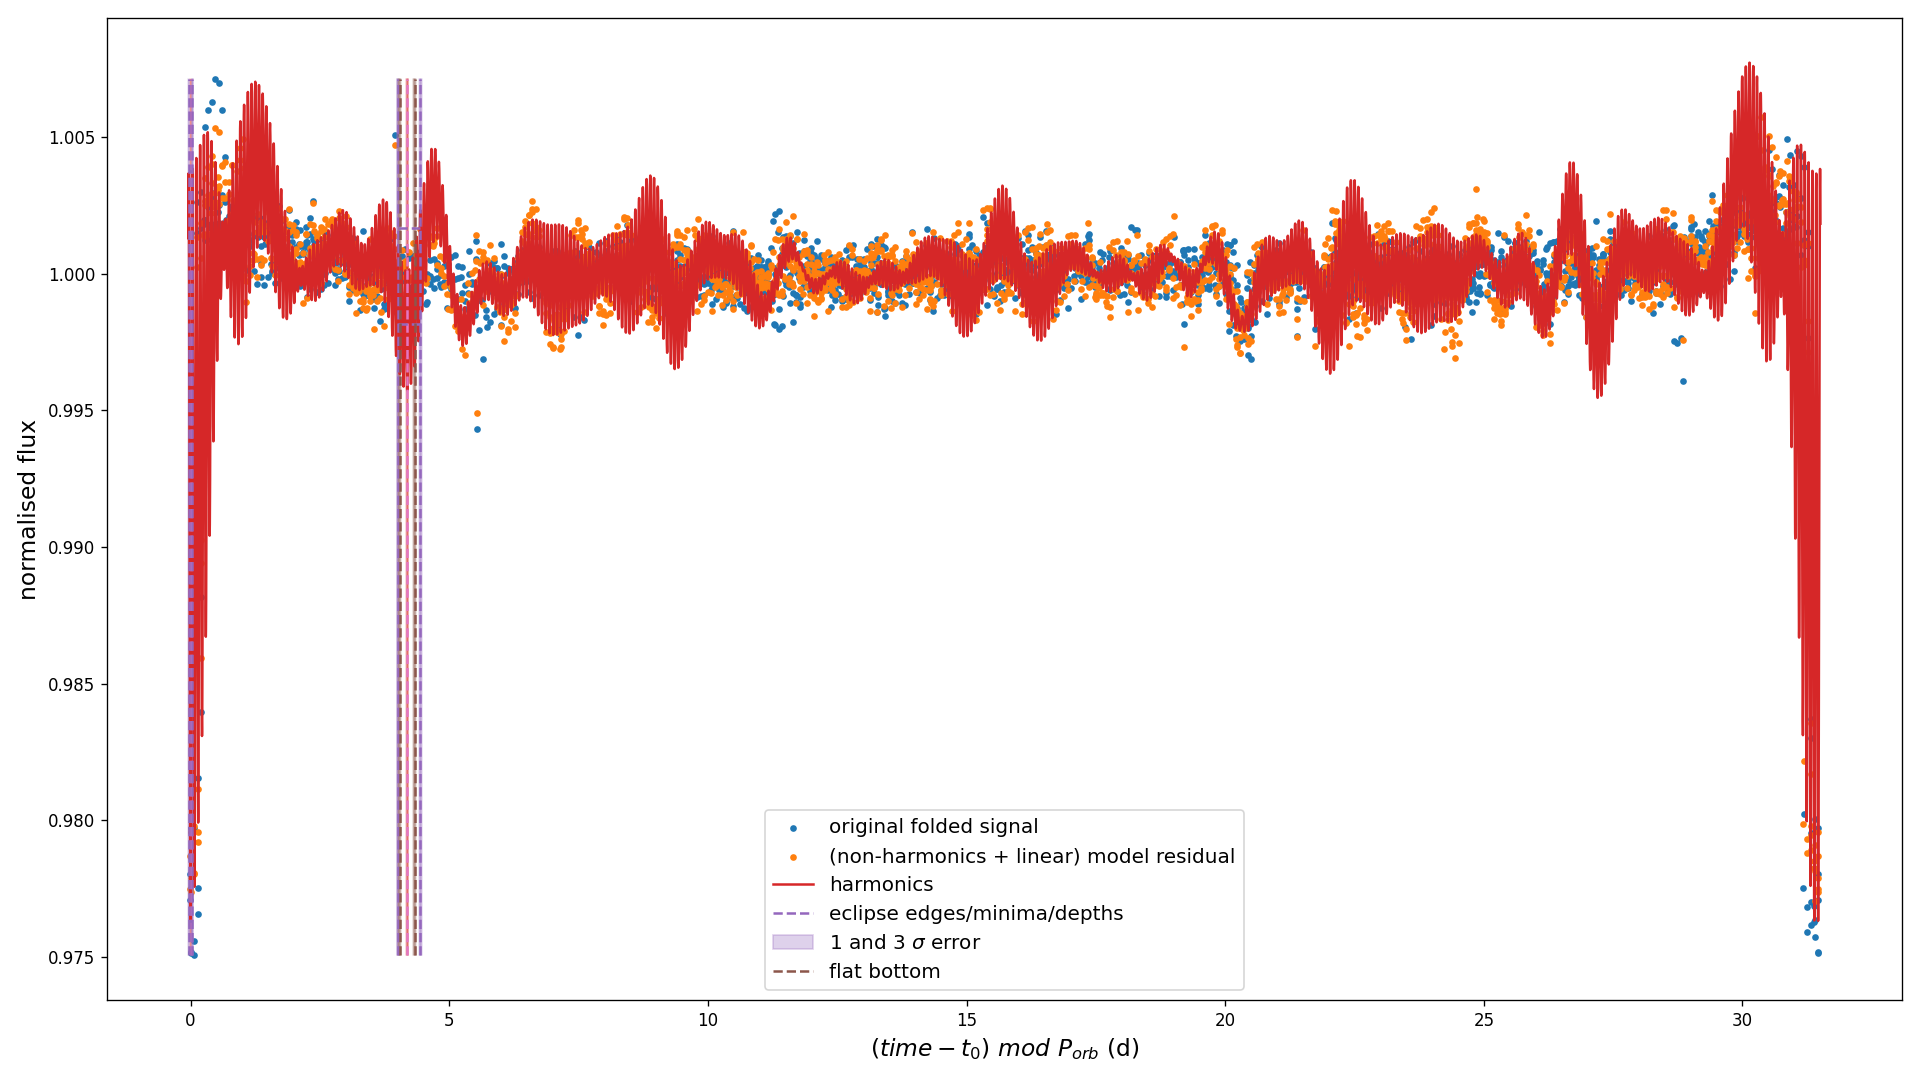 normalised flux
1.005
1.000
0.995
0.990
0.985
0.980
0.975
original folded signal
(non-harmonics + linear) model residual
harmonics
eclipse edges/minima/depths
1 and 3 σ error
flat bottom
0 5 10 15 20 25 30
(time − t₀) mod P_orb (d)